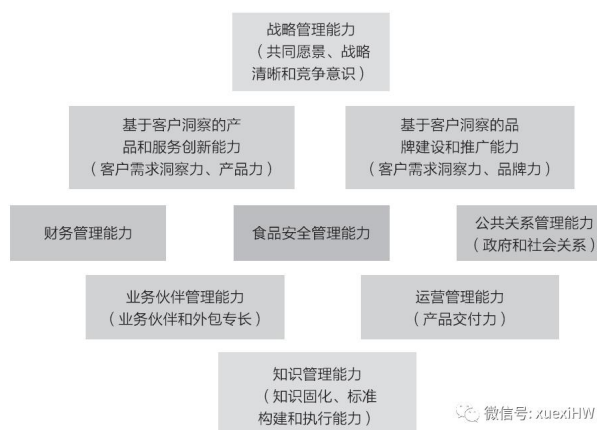 战略管理能力
（共同愿景、战略
清晰和竞争意识）
基于客户洞察的产
品和服务创新能力
（客户需求洞察力、产品力）
基于客户洞察的品
牌建设和推广能力
（客户需求洞察力、品牌力）
财务管理能力
食品安全管理能力
公共关系管理能力
（政府和社会关系）
业务伙伴管理能力
（业务伙伴和外包专长）
运营管理能力
（产品交付力）
知识管理能力
（知识固化、标准
构建和执行能力）
微信号: xuexiHW